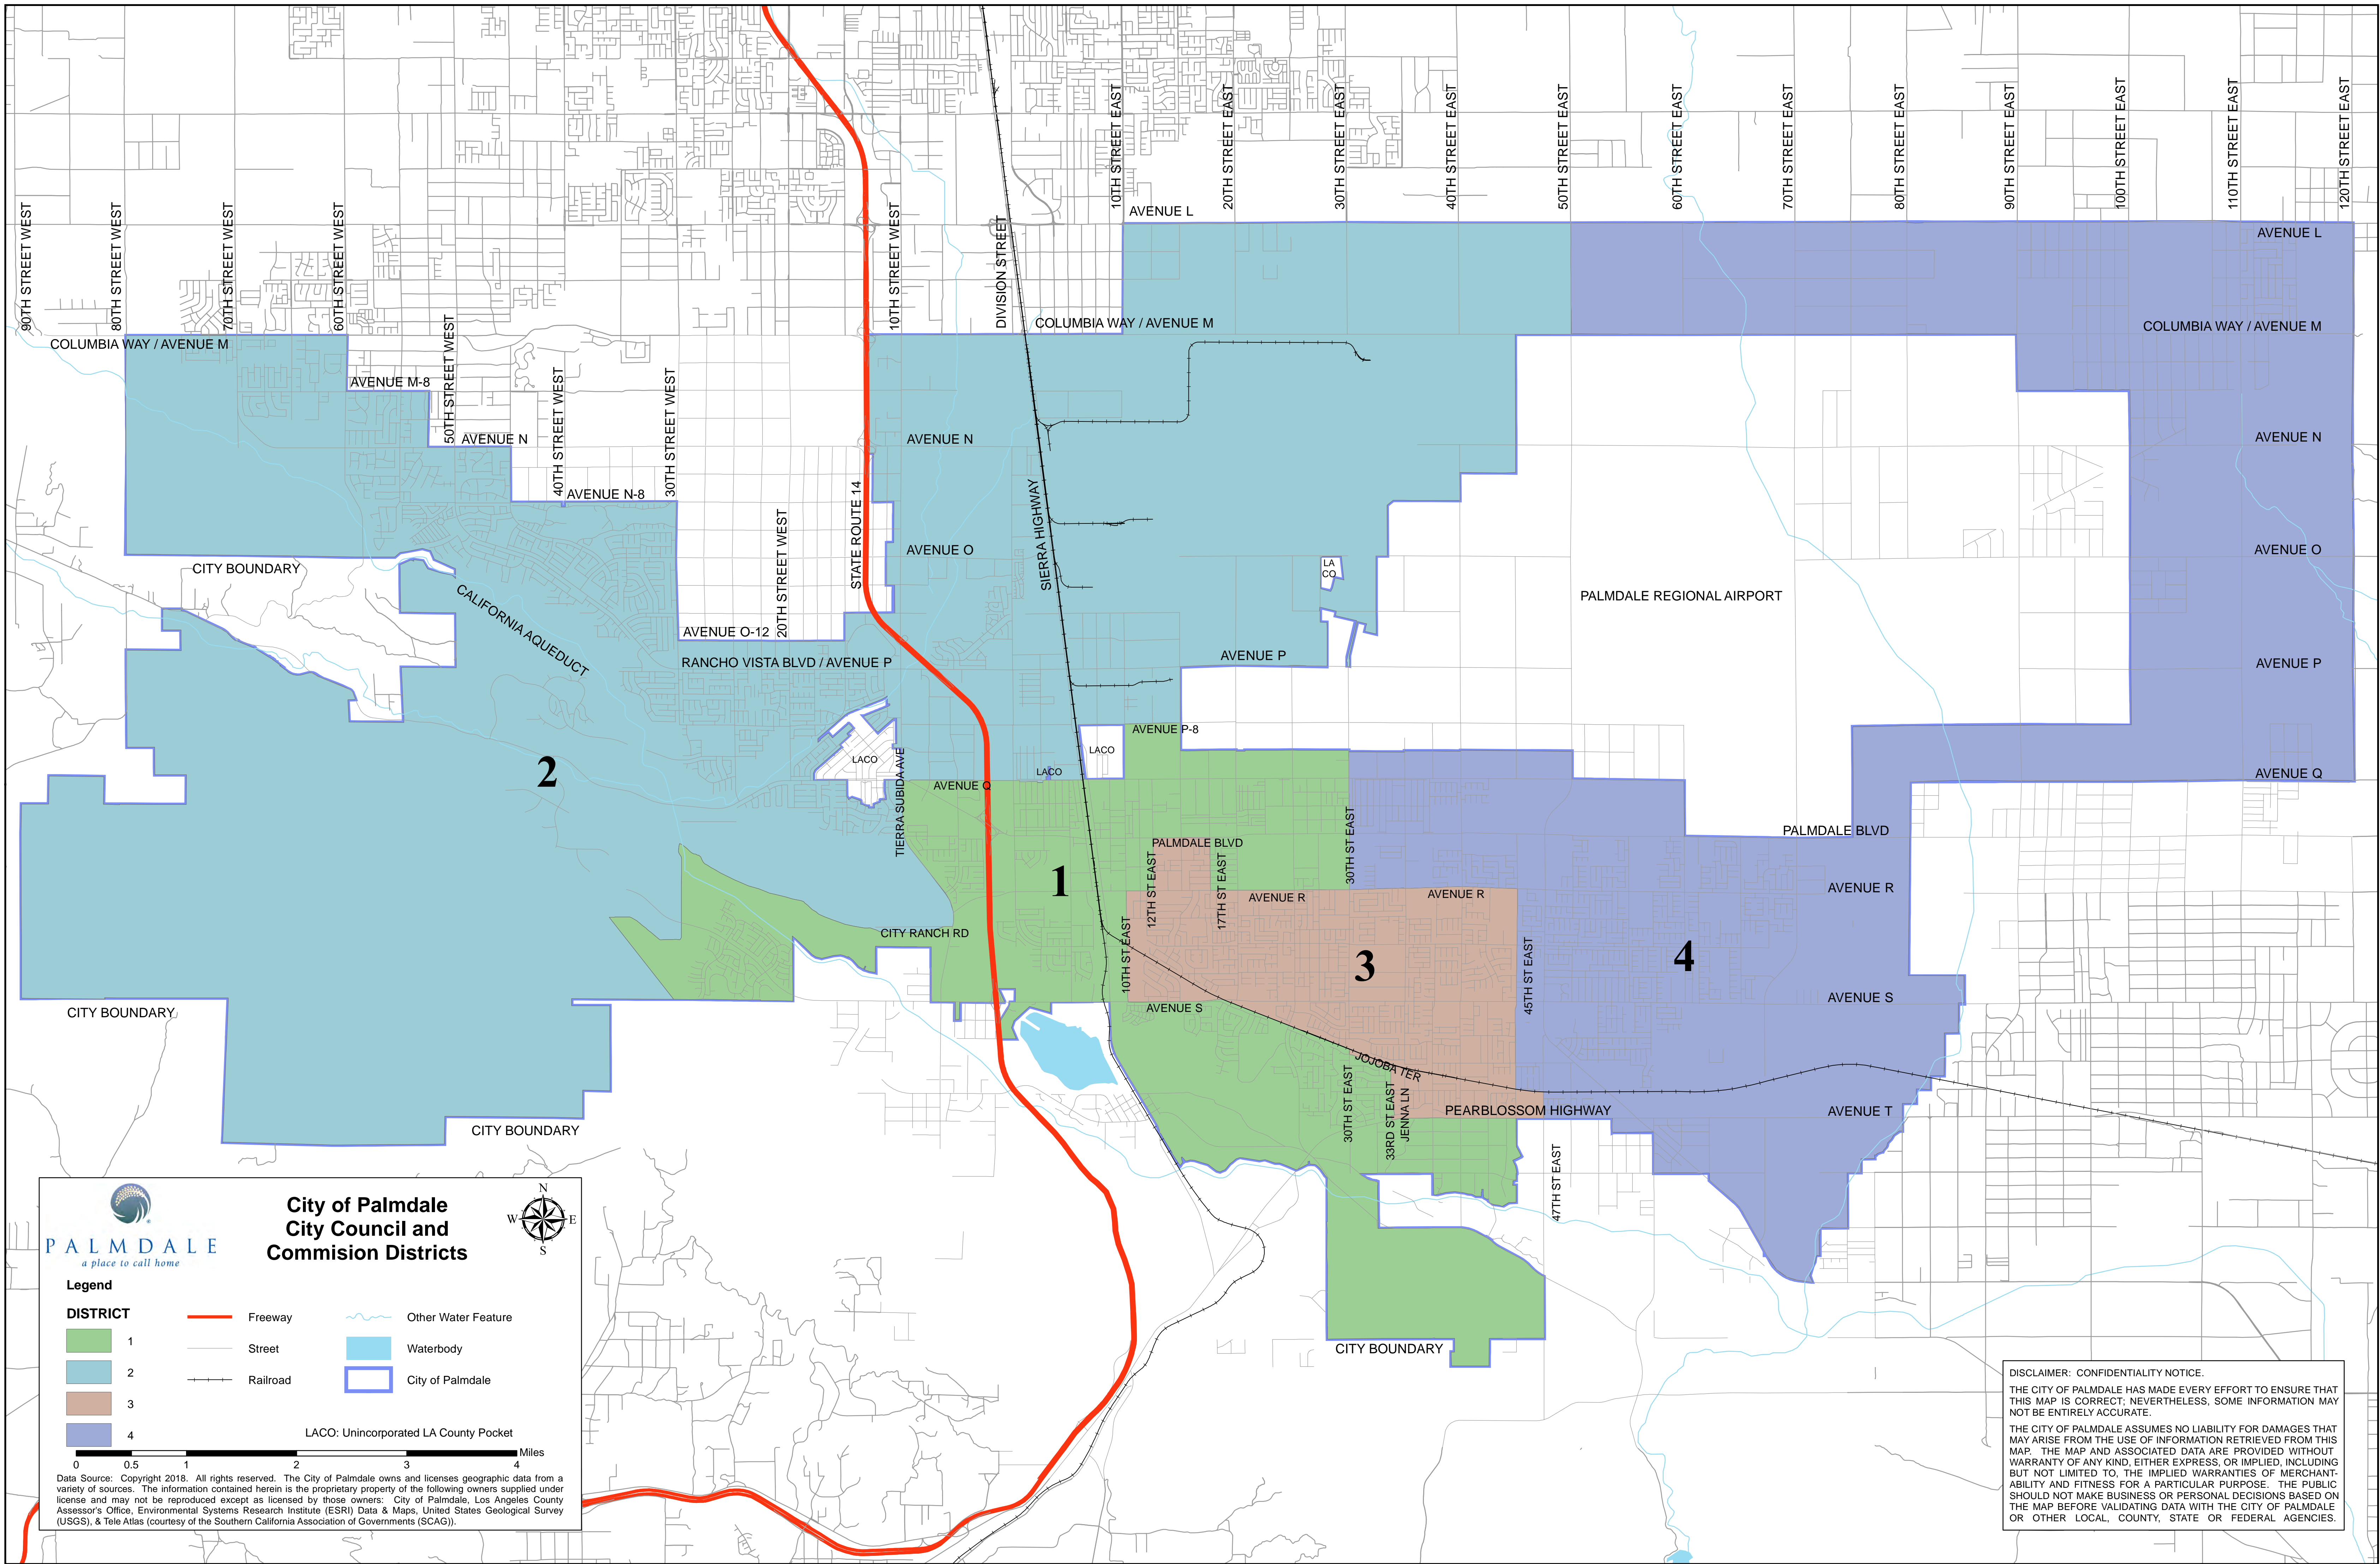 10TH STREET EAST
20TH STREET EAST
30TH STREET EAST
40TH STREET EAST
50TH STREET EAST
60TH STREET EAST
70TH STREET EAST
80TH STREET EAST
90TH STREET EAST
100TH STREET EAST
110TH STREET EAST
120TH STREET EAST
90TH STREET WEST
80TH STREET WEST
70TH STREET WEST
60TH STREET WEST
10TH STREET WEST
DIVISION STREET
AVENUE L
AVENUE L
COLUMBIA WAY / AVENUE M
COLUMBIA WAY / AVENUE M
COLUMBIA WAY / AVENUE M
AVENUE M-8
50TH STREET WEST
40TH STREET WEST
30TH STREET WEST
AVENUE N
AVENUE N
AVENUE N
AVENUE N-8
20TH STREET WEST
STATE ROUTE 14
SIERRA HIGHWAY
AVENUE O
AVENUE O
CITY BOUNDARY
LA
CO
CALIFORNIA AQUEDUCT
PALMDALE REGIONAL AIRPORT
AVENUE O-12
RANCHO VISTA BLVD / AVENUE P
AVENUE P
AVENUE P
AVENUE P-8
LACO
LACO
LACO
2
TIERRA SUBIDA AVE
AVENUE Q
AVENUE Q
PALMDALE BLVD
PALMDALE BLVD
30TH ST EAST
12TH ST EAST
17TH ST EAST
1
AVENUE R
AVENUE R
AVENUE R
CITY RANCH RD
10TH ST EAST
3
45TH ST EAST
4
AVENUE S
AVENUE S
CITY BOUNDARY
JOJOBA TER
30TH ST EAST
33RD ST EAST
JENNA LN
PEARBLOSSOM HIGHWAY
AVENUE T
CITY BOUNDARY
47TH ST EAST
CITY BOUNDARY
PALMDALE
a place to call home
City of Palmdale
City Council and
Commision Districts
N
W
E
S
Legend
DISTRICT
1
2
3
4
Freeway
Street
Railroad
Other Water Feature
Waterbody
City of Palmdale
LACO: Unincorporated LA County Pocket
Miles
0 0.5 1 2 3 4
Data Source: Copyright 2018. All rights reserved. The City of Palmdale owns and licenses geographic data from a
variety of sources. The information contained herein is the proprietary property of the following owners supplied under
license and may not be reproduced except as licensed by those owners: City of Palmdale, Los Angeles County
Assessor's Office, Environmental Systems Research Institute (ESRI) Data & Maps, United States Geological Survey
(USGS), & Tele Atlas (courtesy of the Southern California Association of Governments (SCAG)).
DISCLAIMER: CONFIDENTIALITY NOTICE.
THE CITY OF PALMDALE HAS MADE EVERY EFFORT TO ENSURE THAT
THIS MAP IS CORRECT; NEVERTHELESS, SOME INFORMATION MAY
NOT BE ENTIRELY ACCURATE.
THE CITY OF PALMDALE ASSUMES NO LIABILITY FOR DAMAGES THAT
MAY ARISE FROM THE USE OF INFORMATION RETRIEVED FROM THIS
MAP. THE MAP AND ASSOCIATED DATA ARE PROVIDED WITHOUT
WARRANTY OF ANY KIND, EITHER EXPRESS, OR IMPLIED, INCLUDING
BUT NOT LIMITED TO, THE IMPLIED WARRANTIES OF MERCHANT-
ABILITY AND FITNESS FOR A PARTICULAR PURPOSE. THE PUBLIC
SHOULD NOT MAKE BUSINESS OR PERSONAL DECISIONS BASED ON
THE MAP BEFORE VALIDATING DATA WITH THE CITY OF PALMDALE
OR OTHER LOCAL, COUNTY, STATE OR FEDERAL AGENCIES.